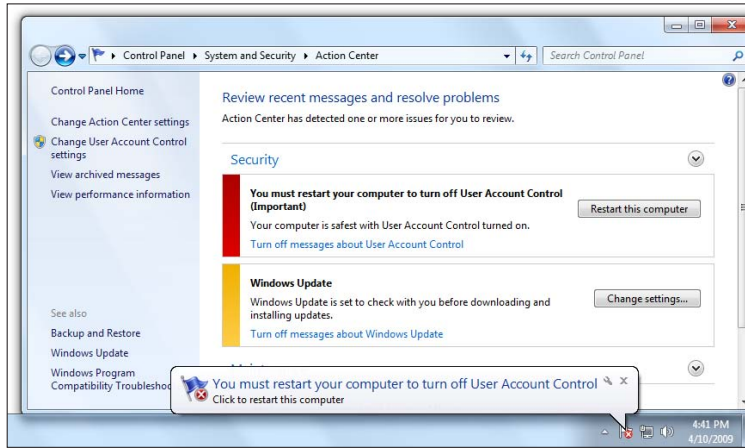 Control Panel ▸ System and Security ▸ Action Center
Search Control Panel
Control Panel Home
Change Action Center settings
Change User Account Control
settings
View archived messages
View performance information
See also
Backup and Restore
Windows Update
Windows Program
Compatibility
Review recent messages and resolve problems
Action Center has detected one or more issues for you to review.
Security
You must restart your computer to turn off User Account Control
(Important)
Your computer is safest with User Account Control turned on.
Turn off messages about User Account Control
Restart this computer
Windows Update
Windows Update is set to check with you before downloading and
installing updates.
Turn off messages about Windows Update
Change settings...
You must restart your computer to turn off User Account Control
Click to restart this computer
4:41 PM
4/10/2009